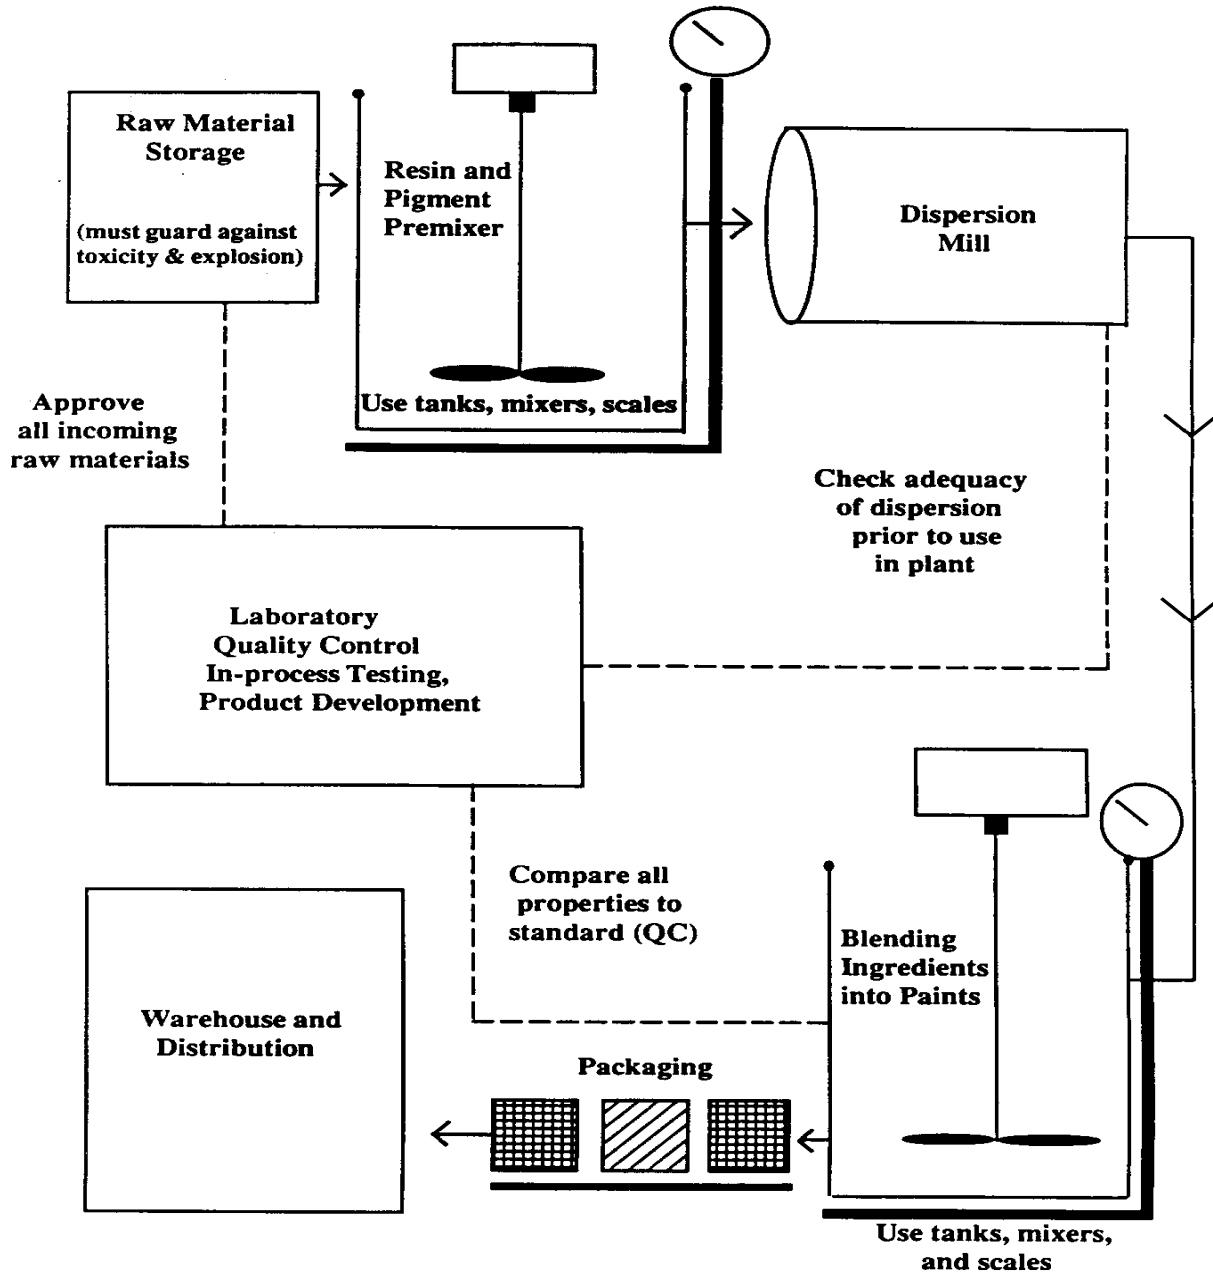 Raw Material
Storage
(must guard against
toxicity & explosion)
Resin and
Pigment
Premixer
Use tanks, mixers, scales
Dispersion
Mill
Approve
all incoming
raw materials
Check adequacy
of dispersion
prior to use
in plant
Laboratory
Quality Control
In-process Testing,
Product Development
Compare all
properties to
standard (QC)
Blending
Ingredients
into Paints
Warehouse and
Distribution
Packaging
Use tanks, mixers,
and scales